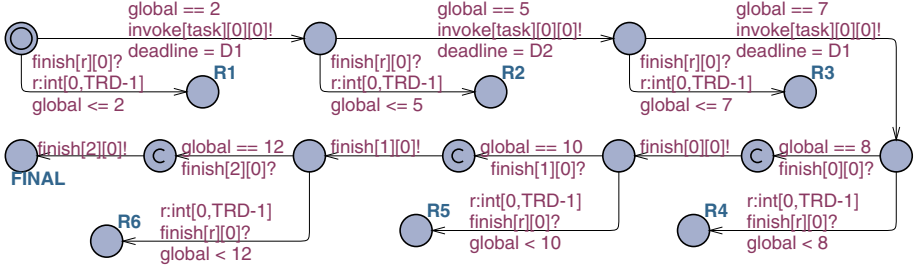 global == 2
invoke[task][0][0]!
deadline = D1
global == 5
invoke[task][0][0]!
deadline = D2
global == 7
invoke[task][0][0]!
deadline = D1
finish[r][0]?
r:int[0,TRD-1]
global <= 2
R1
finish[r][0]?
r:int[0,TRD-1]
global <= 5
R2
finish[r][0]?
r:int[0,TRD-1]
global <= 7
R3
FINAL
finish[2][0]!
C
global == 12
finish[2][0]?
finish[1][0]!
C
global == 10
finish[1][0]?
finish[0][0]!
C
global == 8
finish[0][0]?
R6
r:int[0,TRD-1]
finish[r][0]?
global < 12
R5
r:int[0,TRD-1]
finish[r][0]?
global < 10
R4
r:int[0,TRD-1]
finish[r][0]?
global < 8